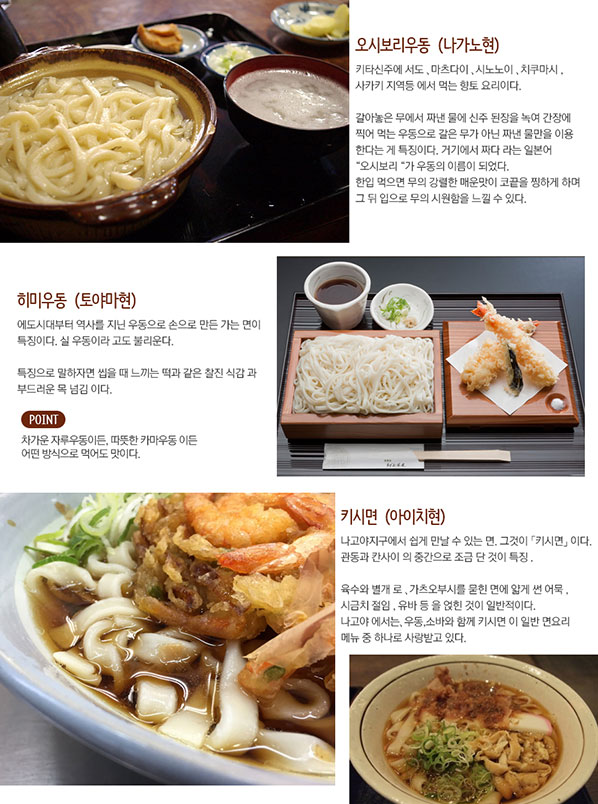 오시보리우동 (나가노현)
키타신주에 서도 、마츠다이 、시노노이 、치쿠마시 、
사카키 지역등 에서 먹는 향토 요리이다.
갈아놓은 무에서 짜낸 물에 신주 된장을 녹여 간장에
찍어 먹는 우동으로 갈은 무가 아닌 짜낸 물만을 이용
한다는 게 특징이다. 거기에서 짜다 라는 일본어
“오시보리 “가 우동의 이름이 되었다.
한입 먹으면 무의 강렬한 매운맛이 코끝을 찡하게 하며
그 뒤 입으로 무의 시원함을 느낄 수 있다.
히미우동 (토야마현)
에도시대부터 역사를 지닌 우동으로 손으로 만든 가는 면이
특징이다. 실 우동이라 고도 불리운다.
특징으로 말하자면 씹을 때 느끼는 떡과 같은 찰진 식감 과
부드러운 목 넘김 이다.
POINT
차가운 자루우동이든, 따뜻한 카마우동 이든
어떤 방식으로 먹어도 맛이다.
키시면 (아이치현)
나고야지구에서 쉽게 만날 수 있는 면. 그것이 「키시면」 이다.
관동과 칸사이 의 중간으로 조금 단 것이 특징 .
육수와 별개 로 、가츠오부시를 묻힌 면에 얇게 썬 어묵 、
시금치 절임 、유바 등 을 얹힌 것이 일반적이다.
나고야 에서는, 우동,소바와 함께 키시면 이 일반 면요리
메뉴 중 하나로 사랑받고 있다.